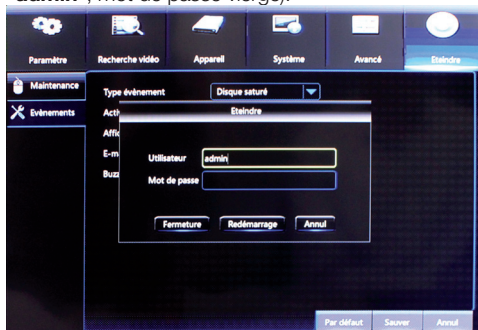 "admin", mot de passe vierge).
Paramètre Recherche vidéo Appareil Système Avancé Eteindre
Maintenance
Evènements
Type évènement Disque saturé
Eteindre
E-m
Utilisateur admin
Buz
Mot de passe
Fermeture Redémarrage Annul
Par défaut Sauver Annul